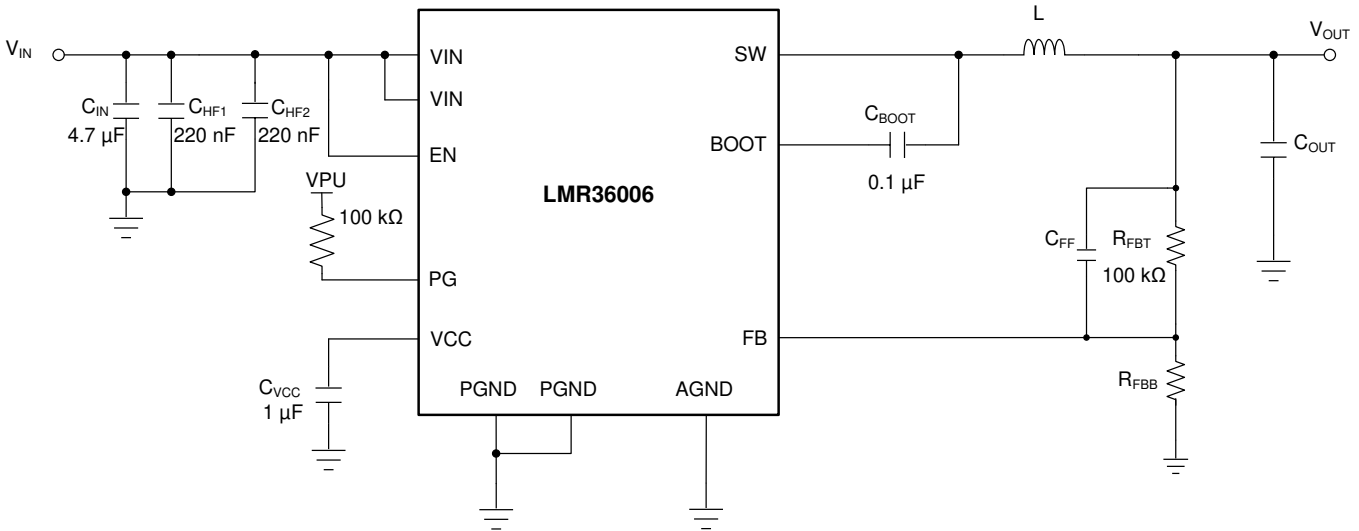 L
V_IN
V_OUT
VIN
SW
VIN
C_IN
4.7 µF
C_HF1
220 nF
C_HF2
220 nF
C_BOOT
0.1 µF
BOOT
C_OUT
EN
VPU
100 kΩ
LMR36006
C_FF
R_FBT
100 kΩ
PG
VCC
FB
C_VCC
1 µF
PGND
PGND
AGND
R_FBB